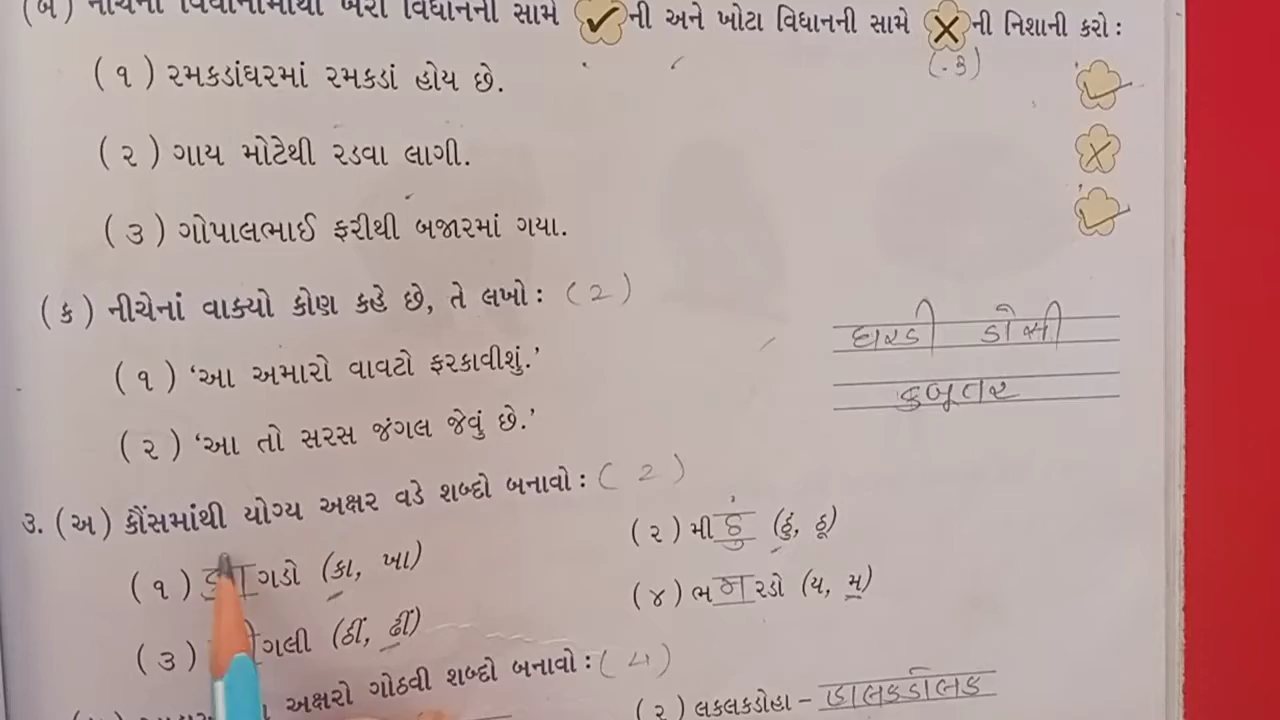 (બ) નીચેનાં વિધાનોમાંથી ખરા વિધાનની સામે ✓ ની અને ખોટા વિધાનની સામે ✗ ની નિશાની કરો :
(-3)
(૧) રમકડાંઘરમાં રમકડાં હોય છે. ✓
(૨) ગાય મોટેથી રડવા લાગી. ✗
(૩) ગોપાલભાઈ ફરીથી બજારમાં ગયા. ✓
(ક) નીચેનાં વાક્યો કોણ કહે છે, તે લખો : (2)
(૧) ‘આ અમારો વાવટો ફરકાવીશું.’ ઘરડી ડોસી
(૨) ‘આ તો સરસ જંગલ જેવું છે.’ કબૂતર
૩. (અ) કૌંસમાંથી યોગ્ય અક્ષર વડે શબ્દો બનાવો : (2)
(૧) કાગડો (કા, ખા) (૨) મીઠું (ઠું, ઠૂ)
(૩) ગલી (ઠીં, ઢીં) (૪) ભમરડો (ય, મ)
અક્ષરો ગોઠવી શબ્દો બનાવો : (4)
(૨) લકલકડોહા –